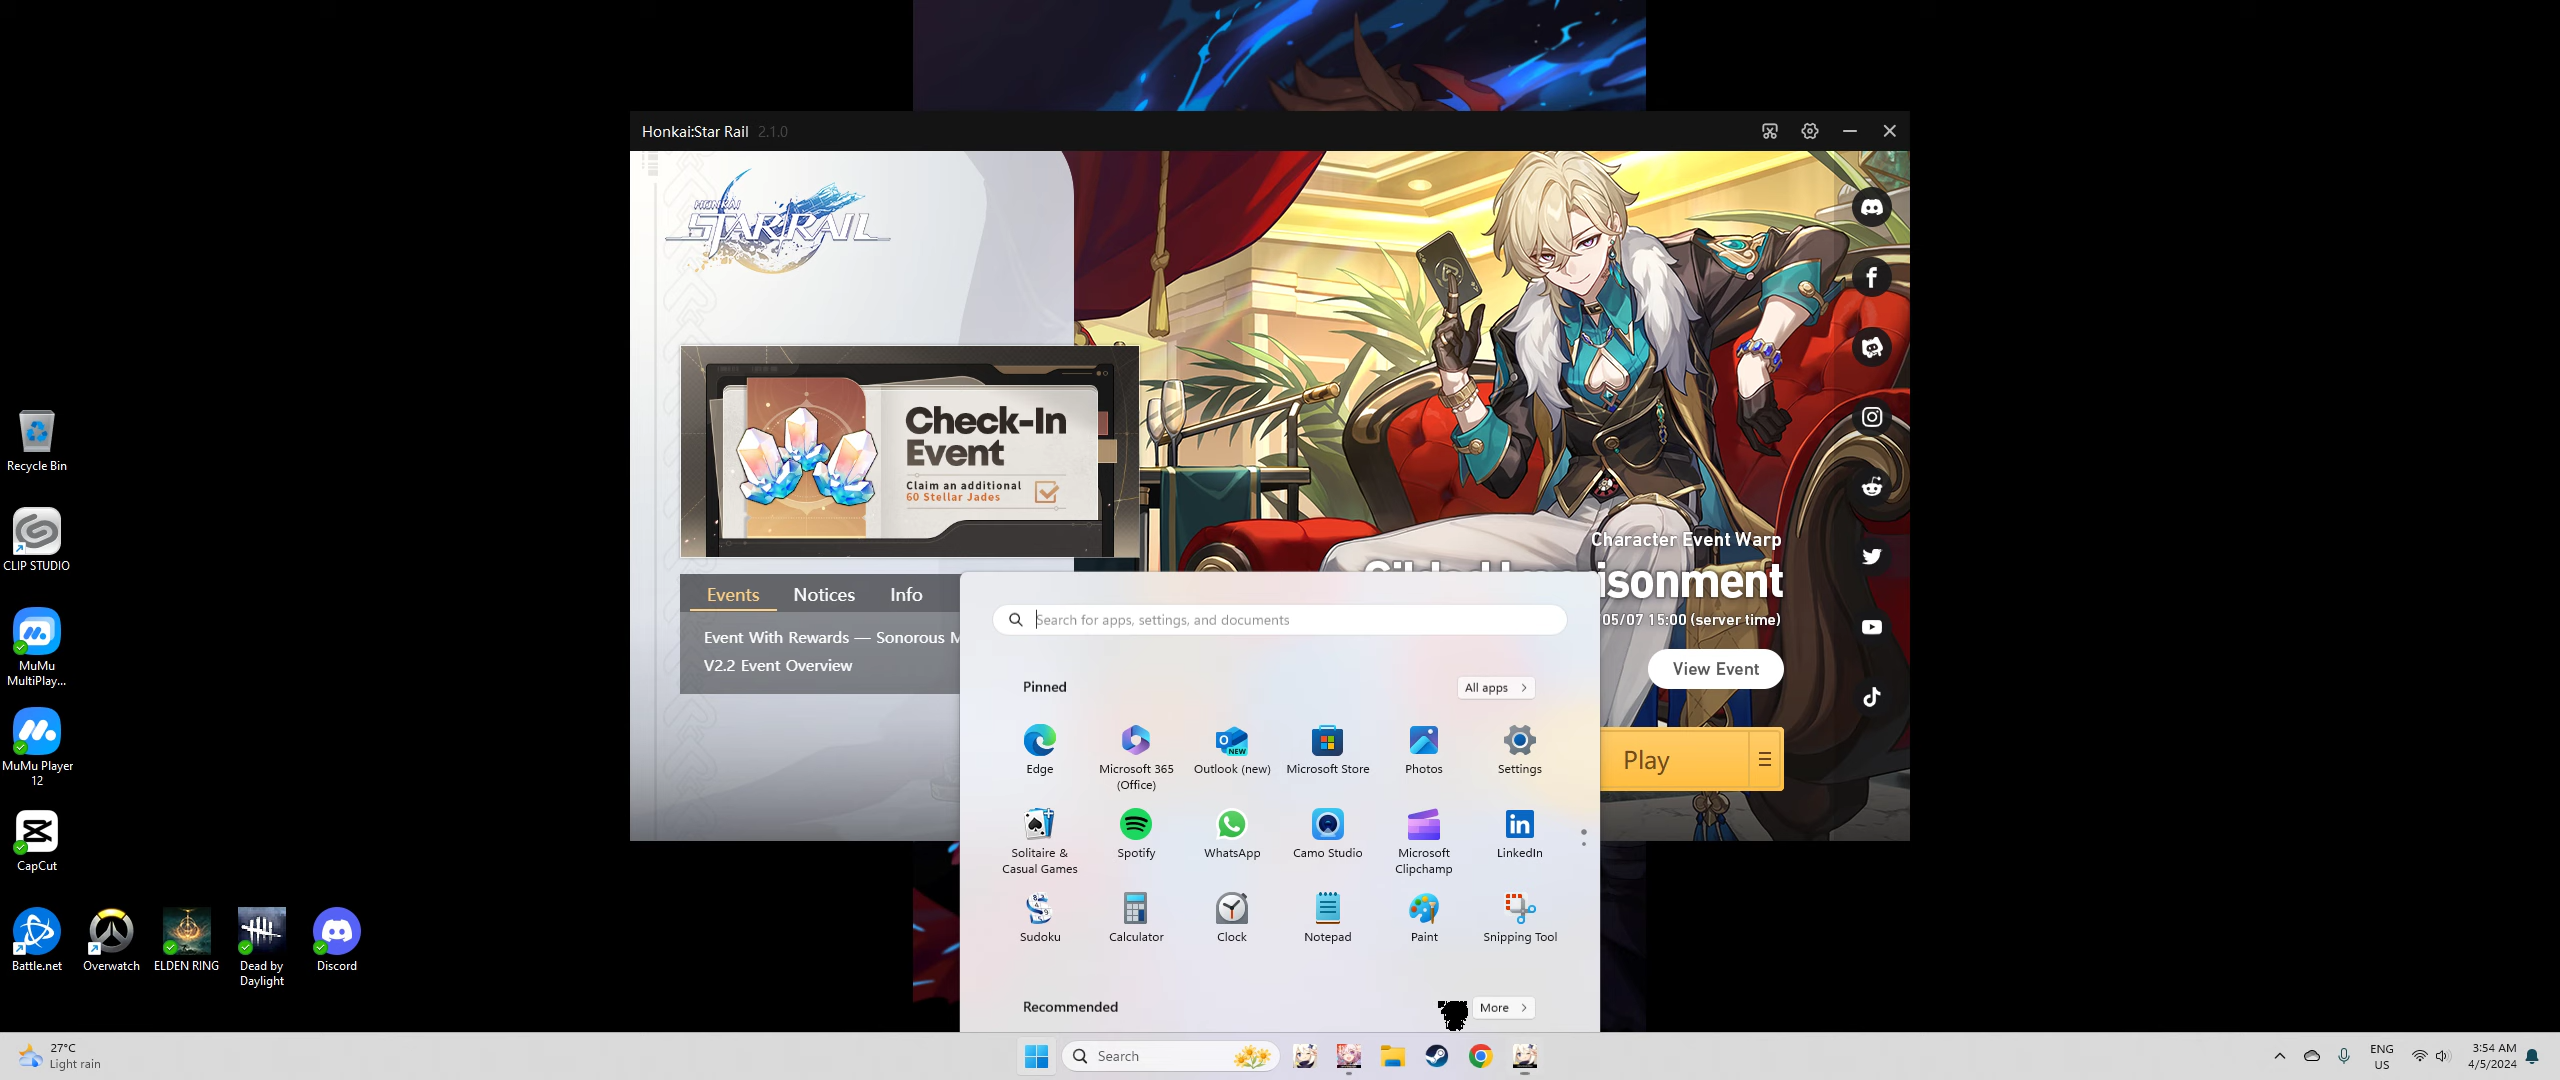 Honkai:Star Rail 2.1.0
HONKAI
STAR RAIL
Check-In
Event
Claim an additional
60 Stellar Jades
Events Notices Info
Event With Rewards — Sonorous M
V2.2 Event Overview
Character Event Warp
isonment
05/07 15:00 (server time)
View Event
Play
Search for apps, settings, and documents
Pinned
All apps
Edge
Microsoft 365
(Office)
Outlook (new)
Microsoft Store
Photos
Settings
Solitaire &
Casual Games
Spotify
WhatsApp
Camo Studio
Microsoft
Clipchamp
LinkedIn
Sudoku
Calculator
Clock
Notepad
Paint
Snipping Tool
Recommended
More
Recycle Bin
CLIP STUDIO
MuMu
MultiPlay...
MuMu Player
12
CapCut
Battle.net
Overwatch
ELDEN RING
Dead by
Daylight
Discord
27°C
Light rain
Search
ENG
US
3:54 AM
4/5/2024